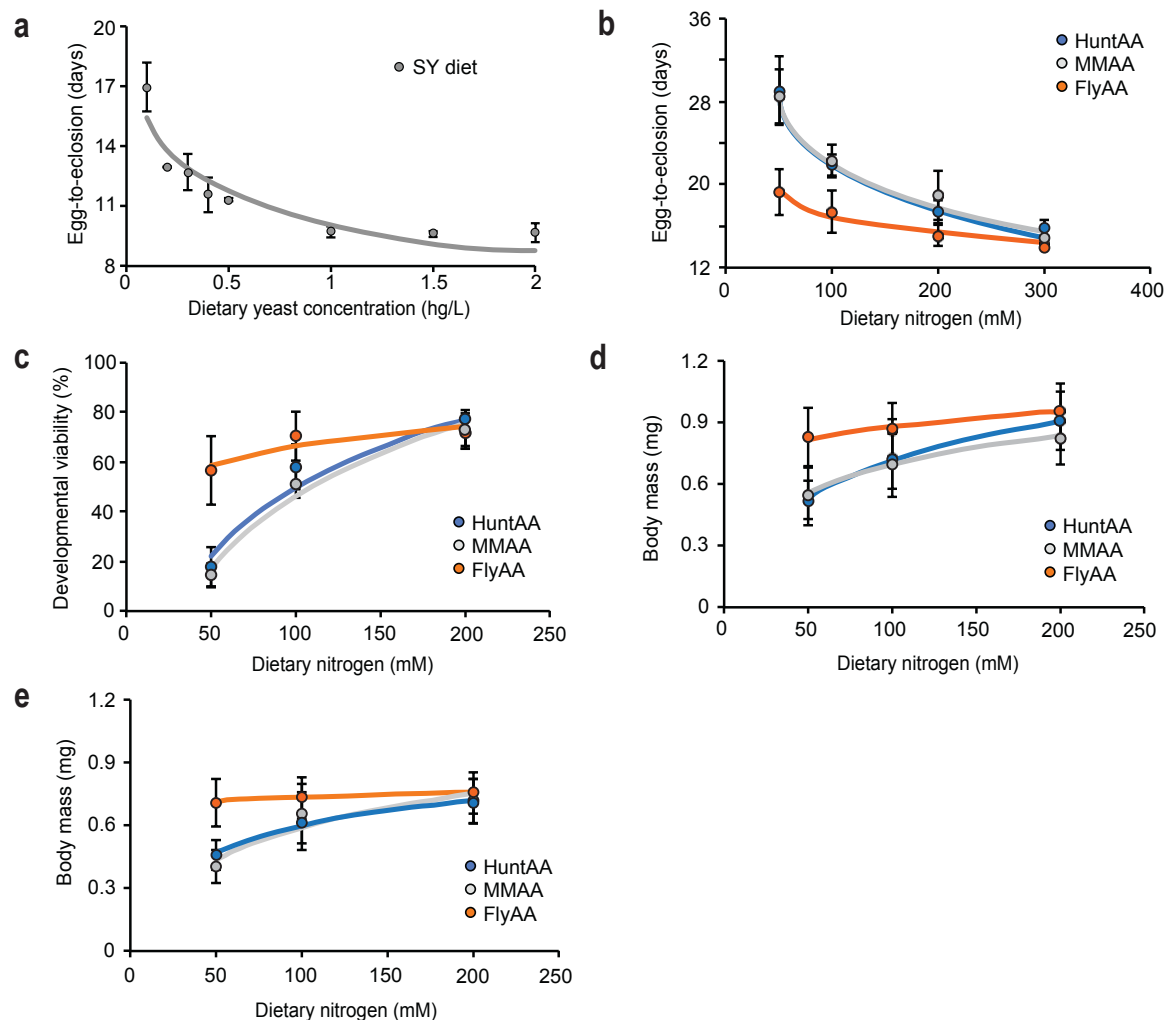 a
20
17
14
11
8
Egg-to-eclosion (days)
SY diet
0
0.5
1
1.5
2
Dietary yeast concentration (hg/L)
b
36
28
20
12
Egg-to-eclosion (days)
HuntAA
MMAA
FlyAA
0
100
200
300
400
Dietary nitrogen (mM)
c
100
80
60
40
20
0
Developmental viability (%)
HuntAA
MMAA
FlyAA
0
50
100
150
200
250
Dietary nitrogen (mM)
d
1.2
0.9
0.6
0.3
0
Body mass (mg)
HuntAA
MMAA
FlyAA
0
50
100
150
200
250
Dietary nitrogen (mM)
e
1.2
0.9
0.6
0.3
0
Body mass (mg)
HuntAA
MMAA
FlyAA
0
50
100
150
200
250
Dietary nitrogen (mM)